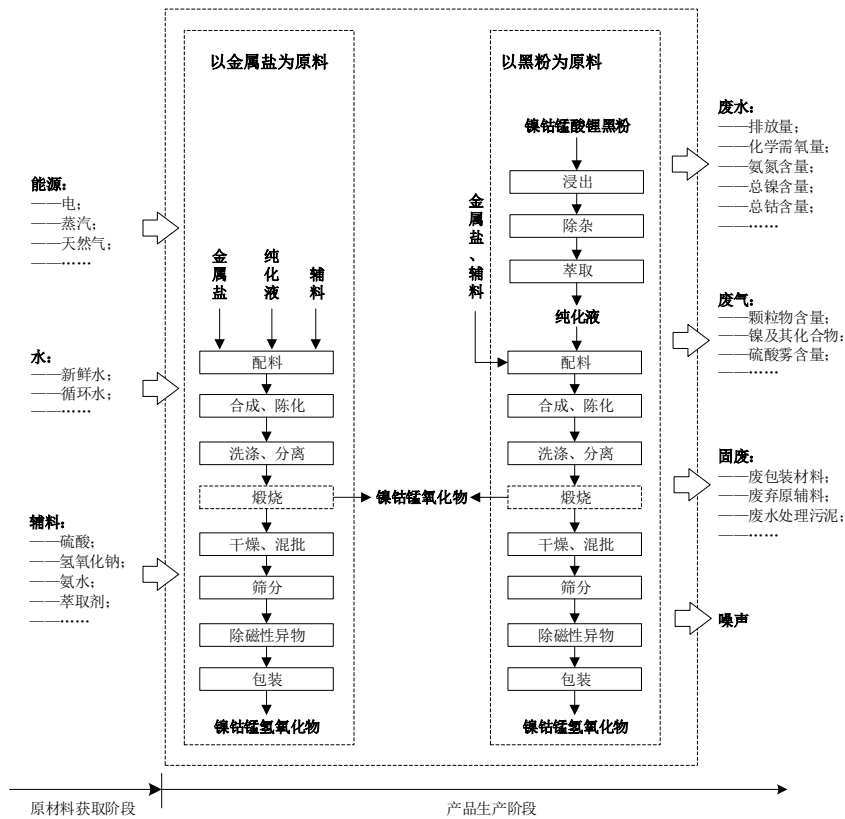 以金属盐为原料
以黑粉为原料
能源：
——电；
——蒸汽；
——天然气；
——……
水：
——新鲜水；
——循环水；
——……
辅料：
——硫酸；
——氢氧化钠；
——氨水；
——萃取剂；
——……
金属盐
纯化液
辅料
配料
合成、陈化
洗涤、分离
煅烧
干燥、混批
筛分
除磁性异物
包装
镍钴锰氢氧化物
镍钴锰氧化物
镍钴锰酸锂黑粉
浸出
除杂
萃取
纯化液
金属盐、辅料
配料
合成、陈化
洗涤、分离
煅烧
干燥、混批
筛分
除磁性异物
包装
镍钴锰氢氧化物
废水：
——排放量；
——化学需氧量；
——氨氮含量；
——总镍含量；
——总钴含量；
——……
废气：
——颗粒物含量；
——镍及其化合物：
——硫酸雾含量；
——……
固废：
——废包装材料；
——废弃原辅料；
——废水处理污泥；
——……
噪声
原材料获取阶段
产品生产阶段